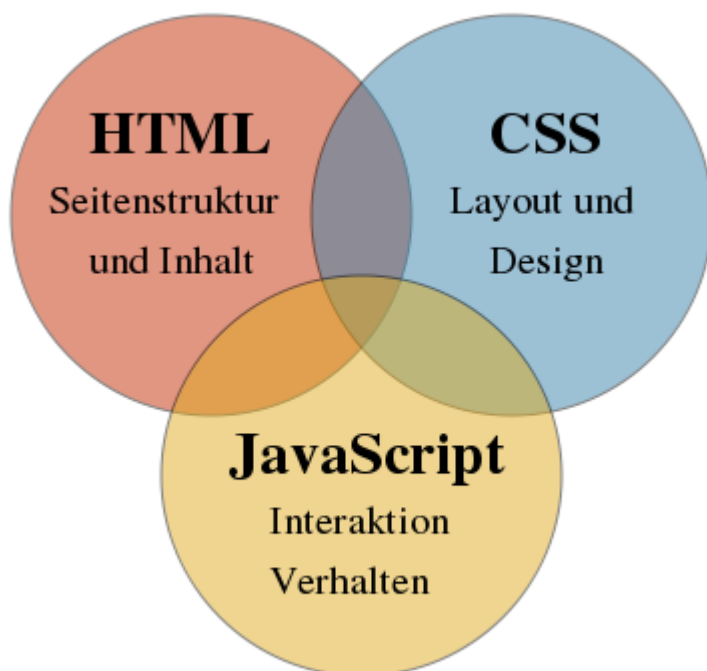 HTML
Seitenstruktur
und Inhalt
CSS
Layout und
Design
JavaScript
Interaktion
Verhalten